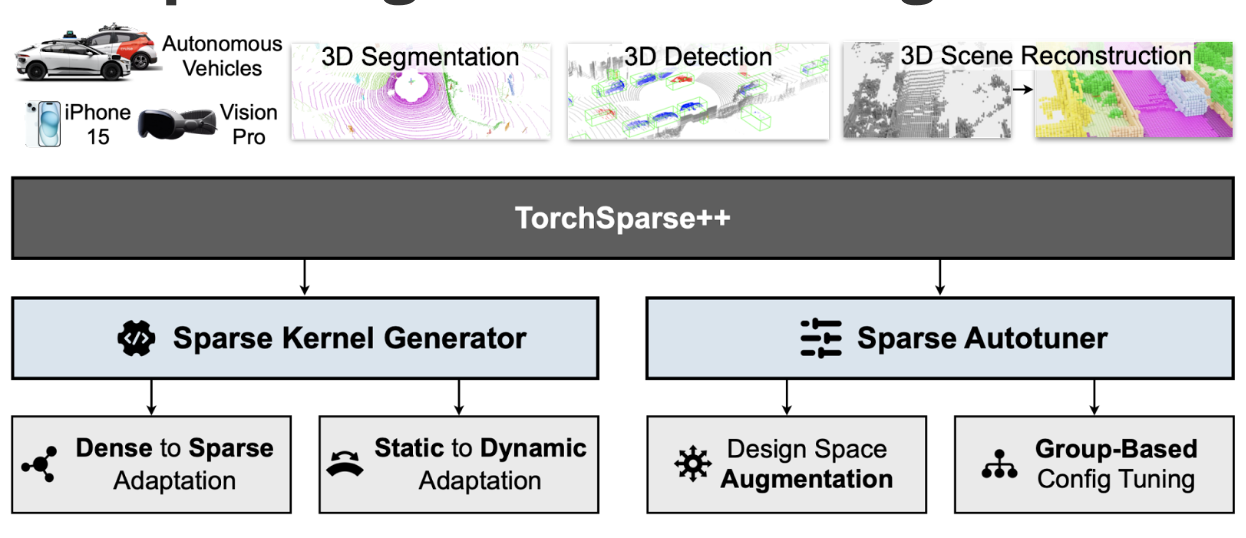 Autonomous
Vehicles
iPhone
15
Vision
Pro
3D Segmentation
3D Detection
3D Scene Reconstruction
TorchSparse++
Sparse Kernel Generator
Sparse Autotuner
Dense to Sparse
Adaptation
Static to Dynamic
Adaptation
Design Space
Augmentation
Group-Based
Config Tuning